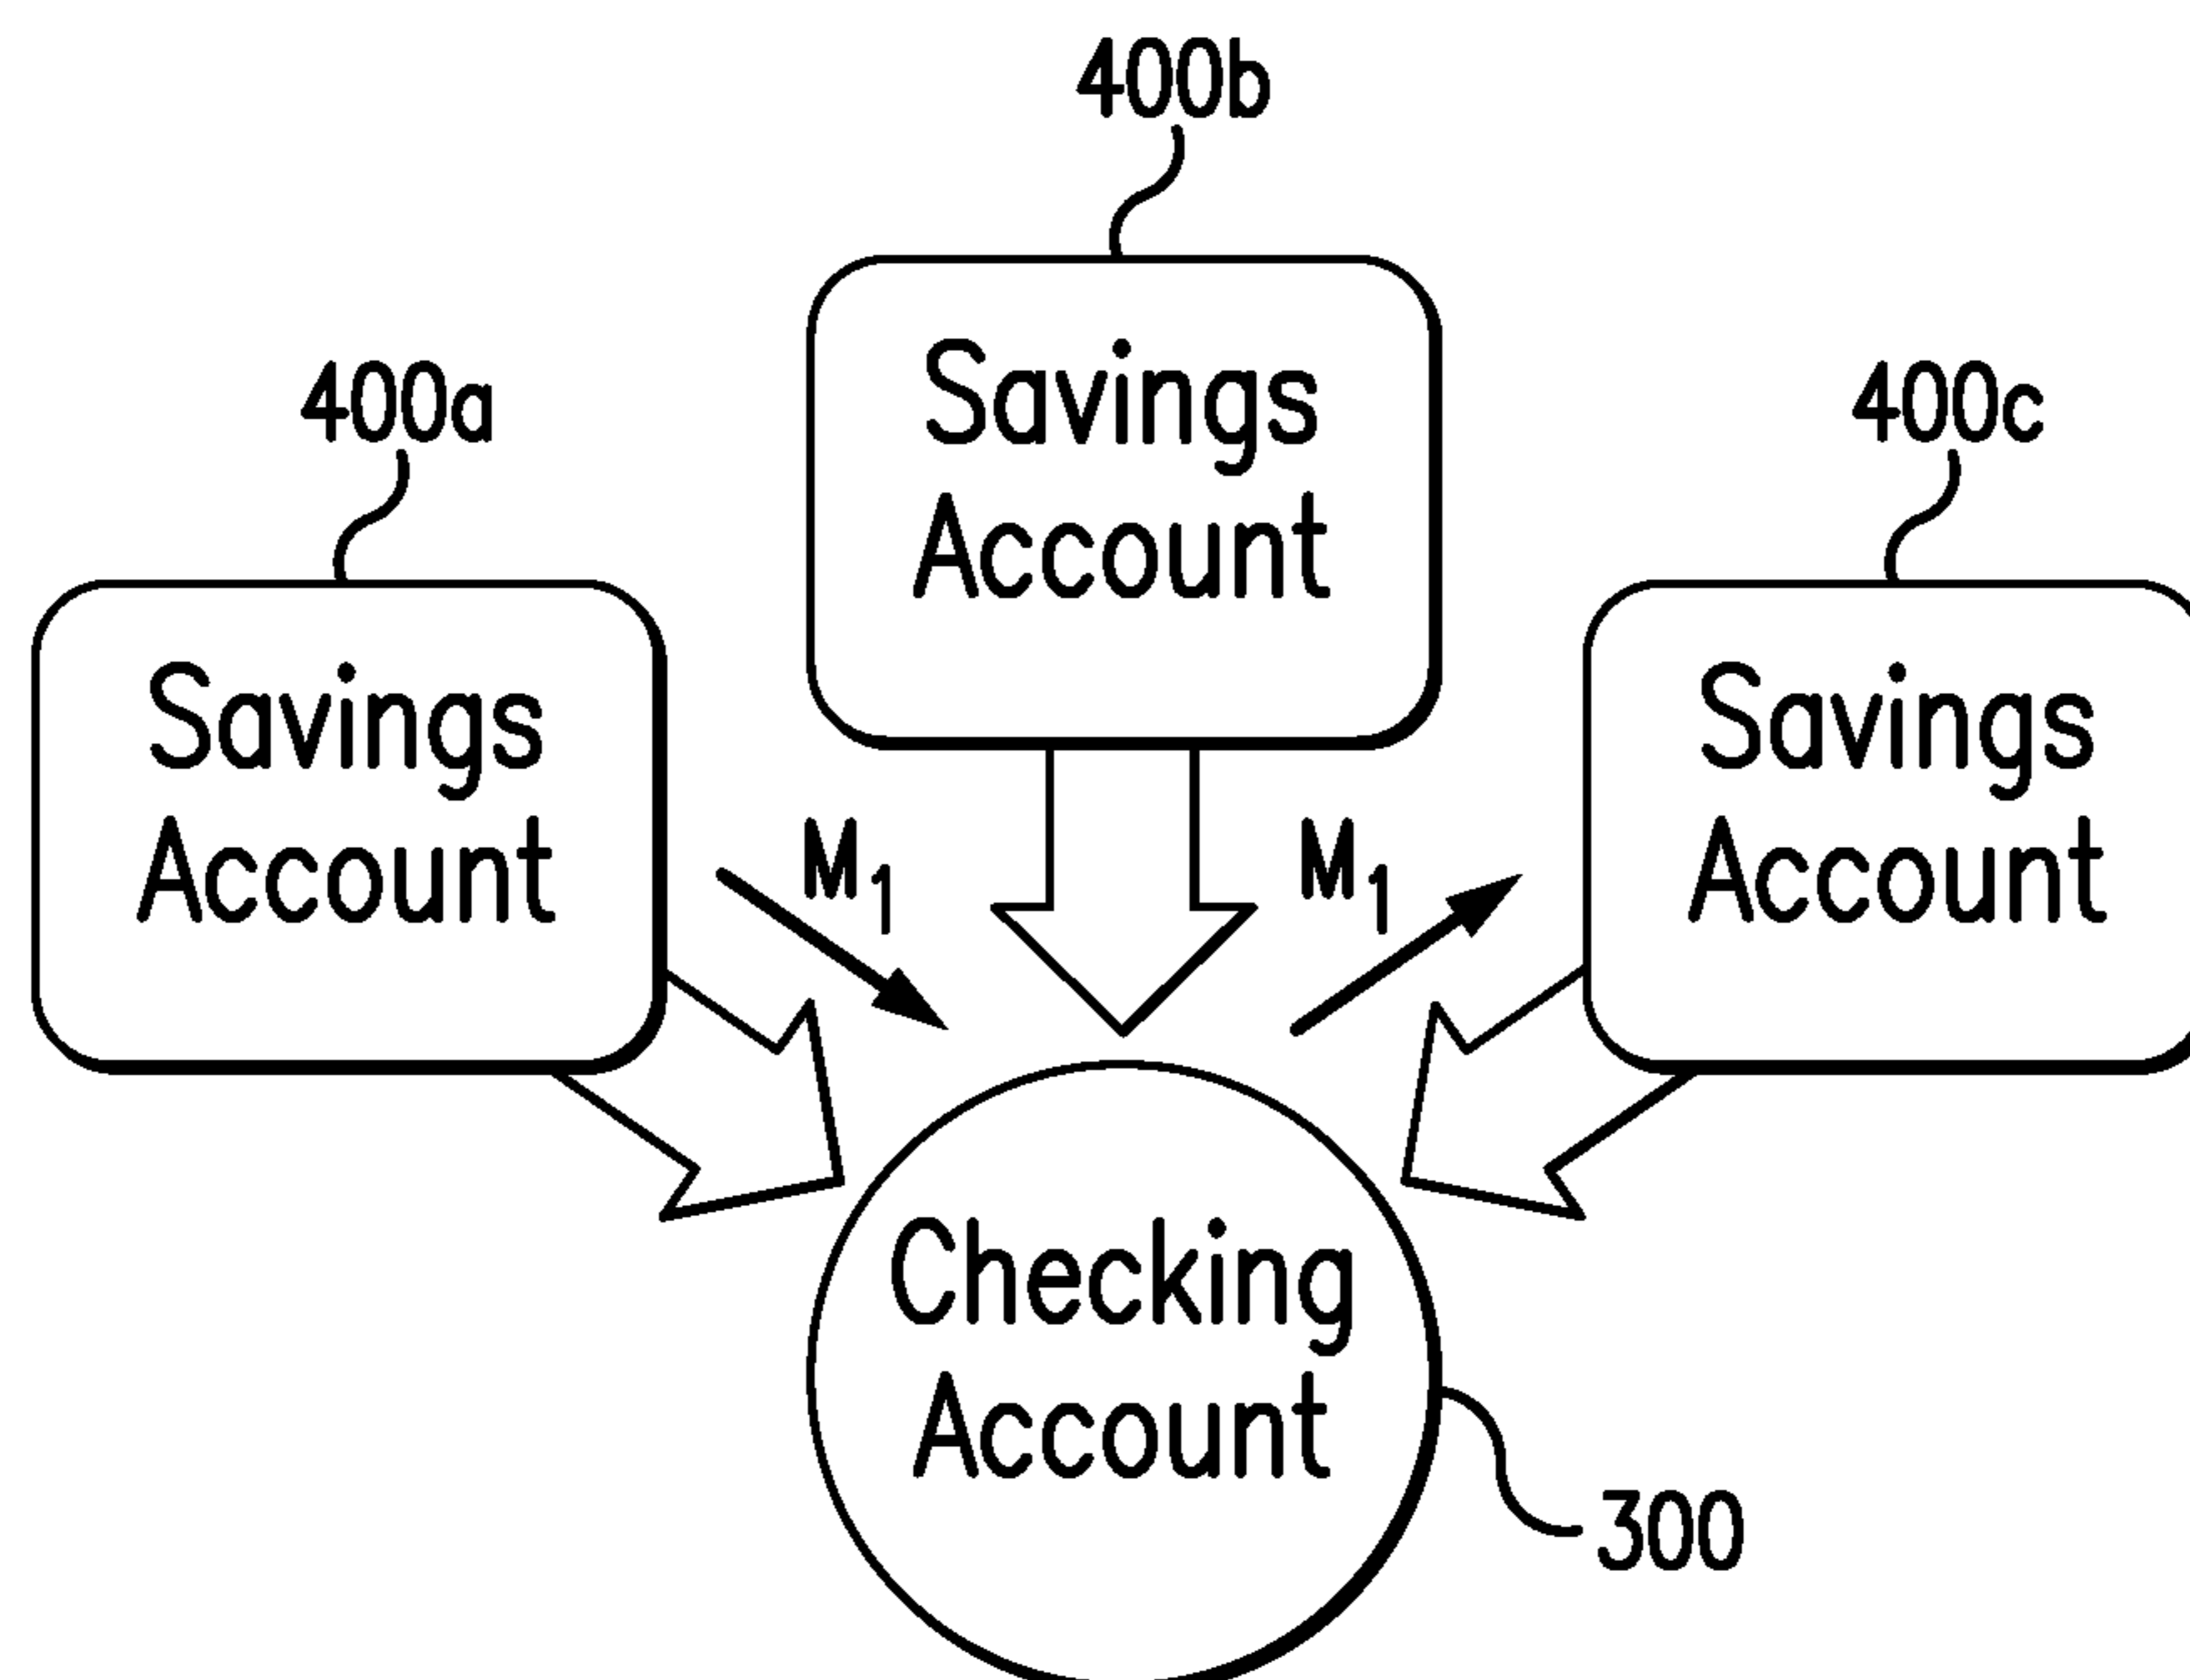 400b
400a
400c
Savings
Account
Savings
Account
Savings
Account
M1
M1
Checking
Account
300